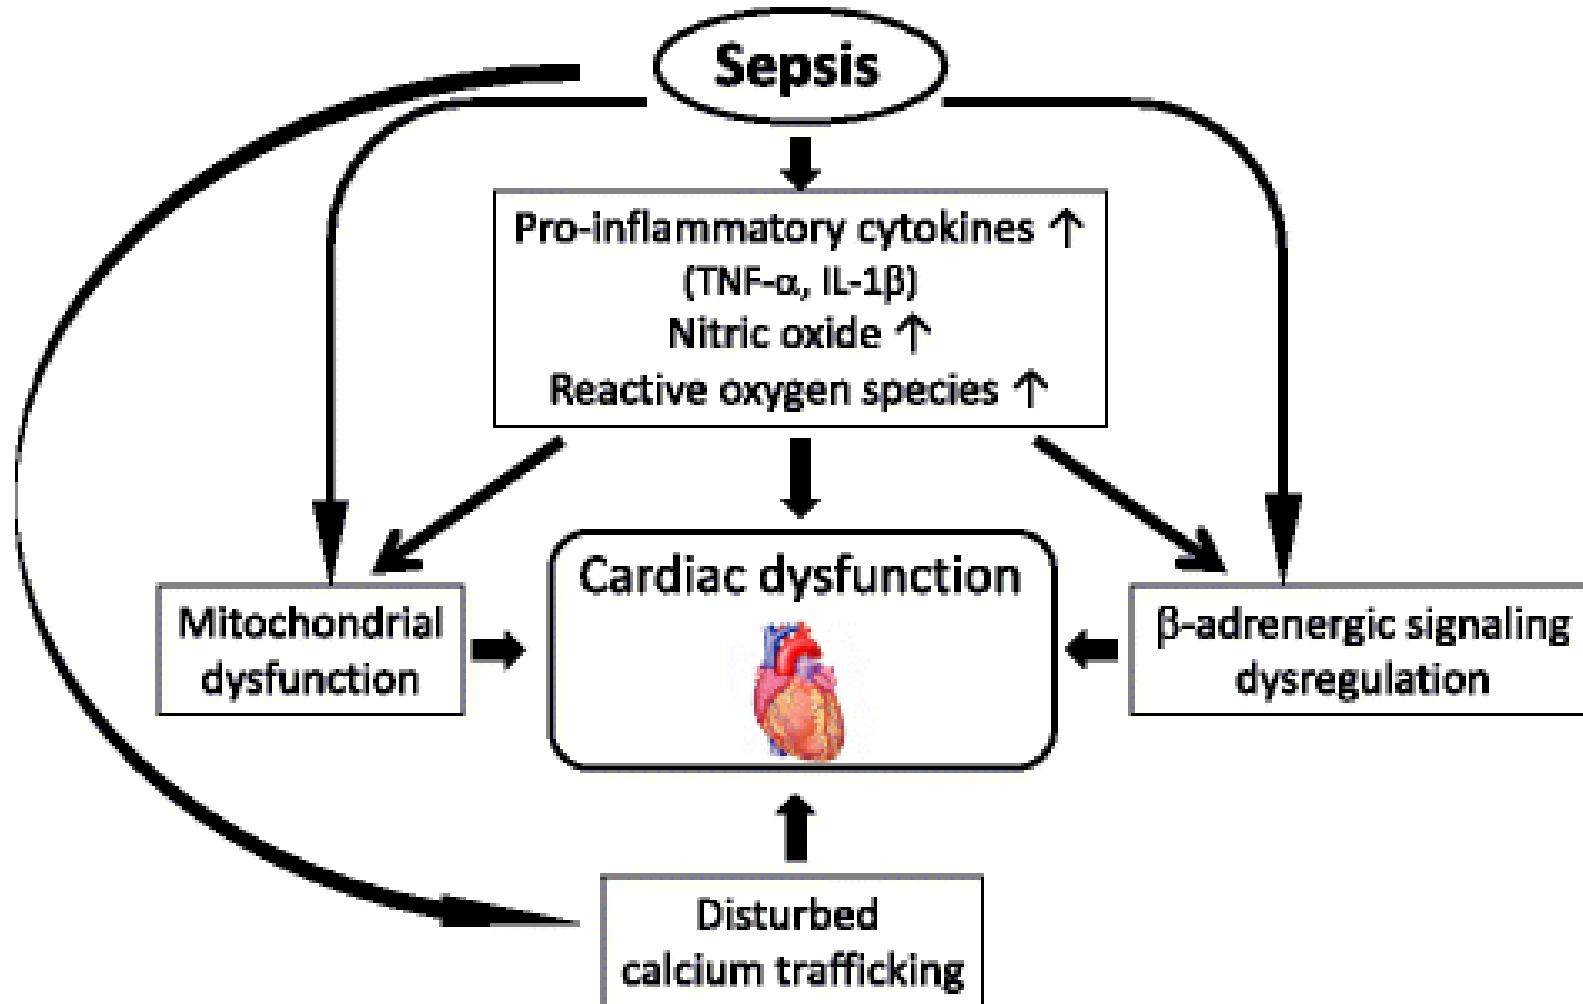 Sepsis
Pro-inflammatory cytokines ↑
(TNF-α, IL-1β)
Nitric oxide ↑
Reactive oxygen species ↑
Cardiac dysfunction
Mitochondrial
dysfunction
β-adrenergic signaling
dysregulation
Disturbed
calcium trafficking